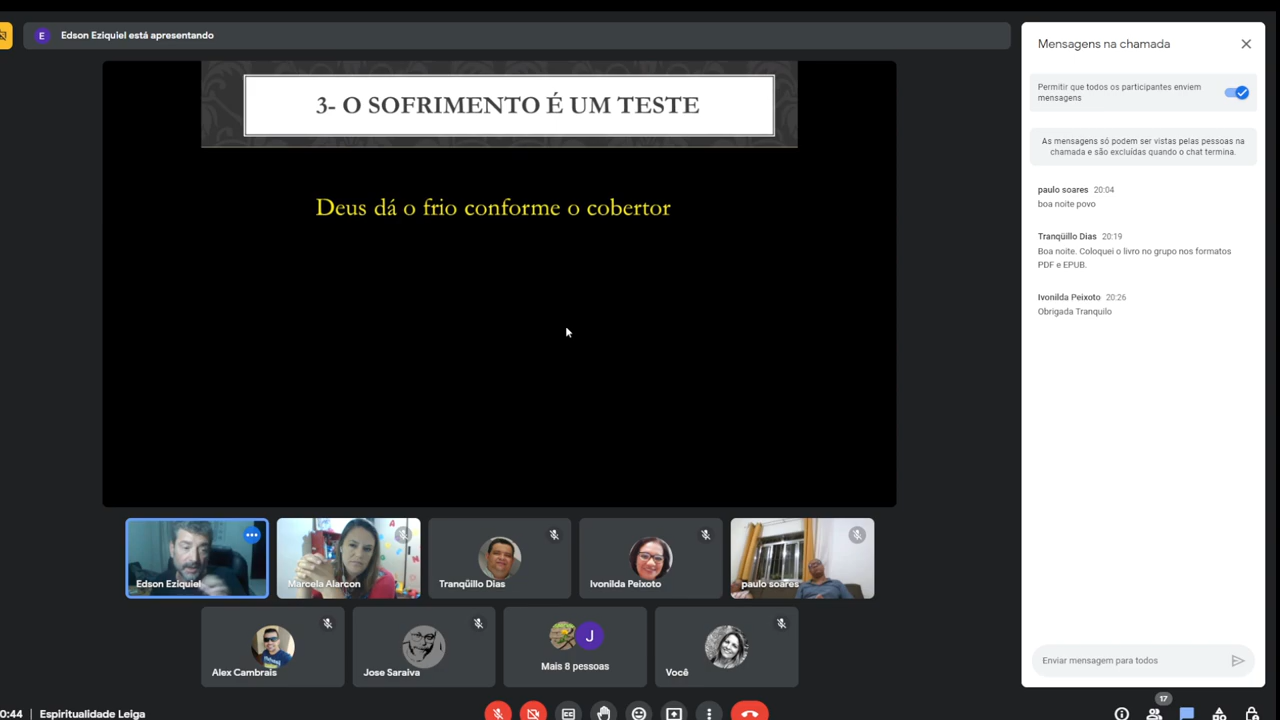 E Edson Eziquiel está apresentando
3- O SOFRIMENTO É UM TESTE
Deus dá o frio conforme o cobertor
Edson Eziquiel
Marcela Alarcon
Tranqüillo Dias
Ivonilda Peixoto
paulo soares
Alex Cambrais
Jose Saraiva
J
Mais 8 pessoas
Você
0:44 | Espiritualidade Leiga
Mensagens na chamada
Permitir que todos os participantes enviem
mensagens
As mensagens só podem ser vistas pelas pessoas na
chamada e são excluídas quando o chat termina.
paulo soares 20:04
boa noite povo
Tranqüillo Dias 20:19
Boa noite. Coloquei o livro no grupo nos formatos
PDF e EPUB.
Ivonilda Peixoto 20:26
Obrigada Tranquilo
Enviar mensagem para todos
17